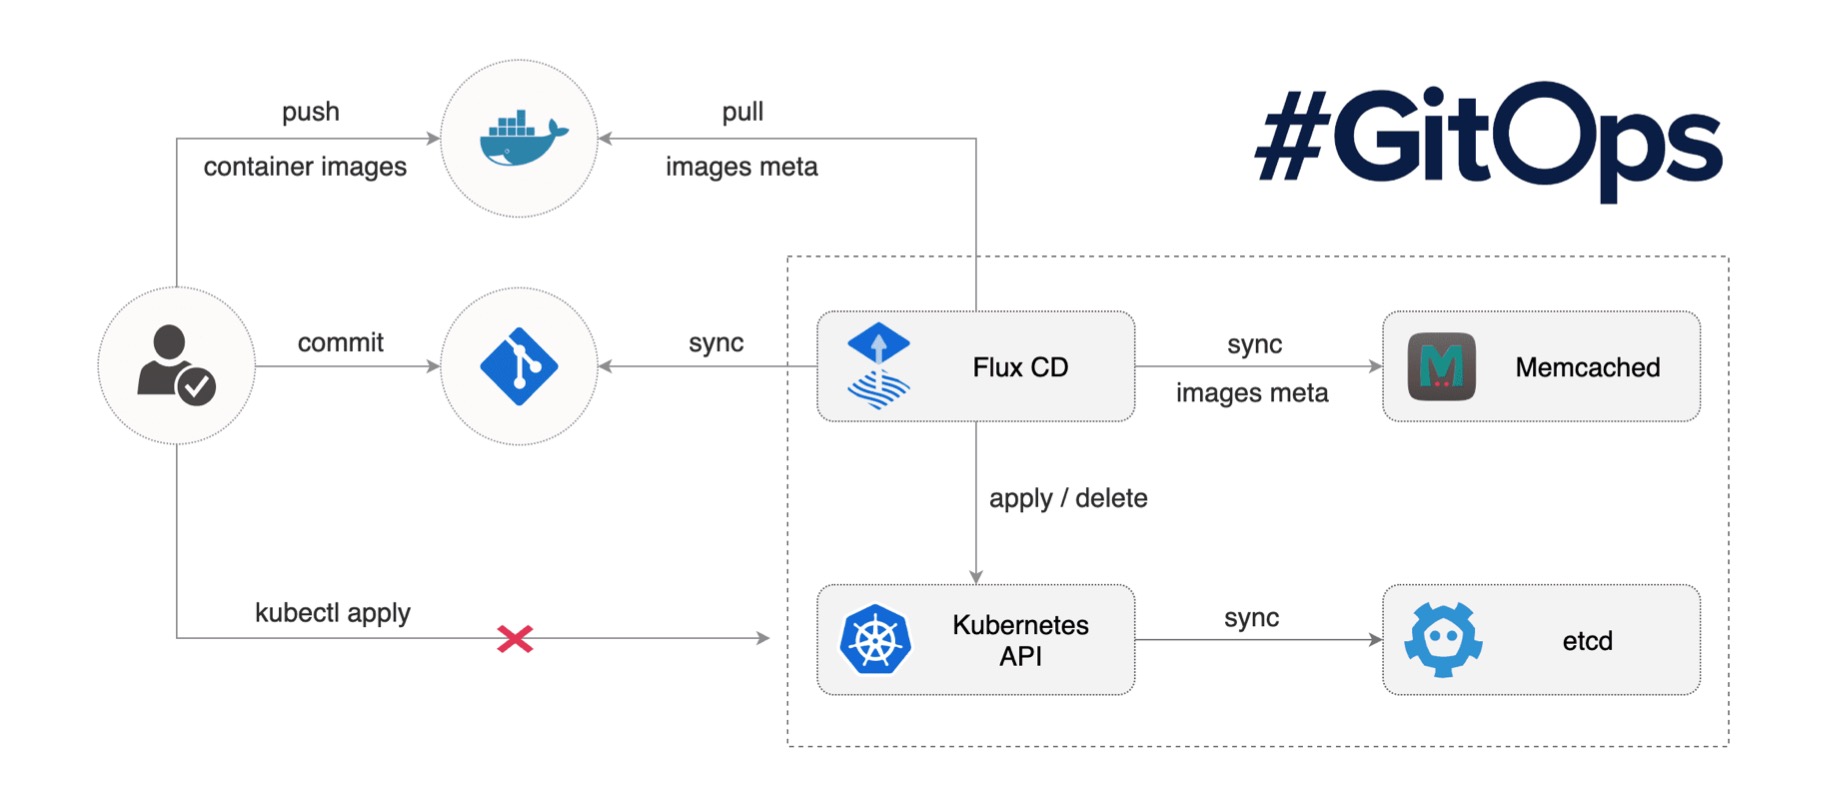 #GitOps
push
container images
pull
images meta
commit
sync
Flux CD
sync
images meta
Memcached
apply / delete
kubectl apply
Kubernetes
API
sync
etcd